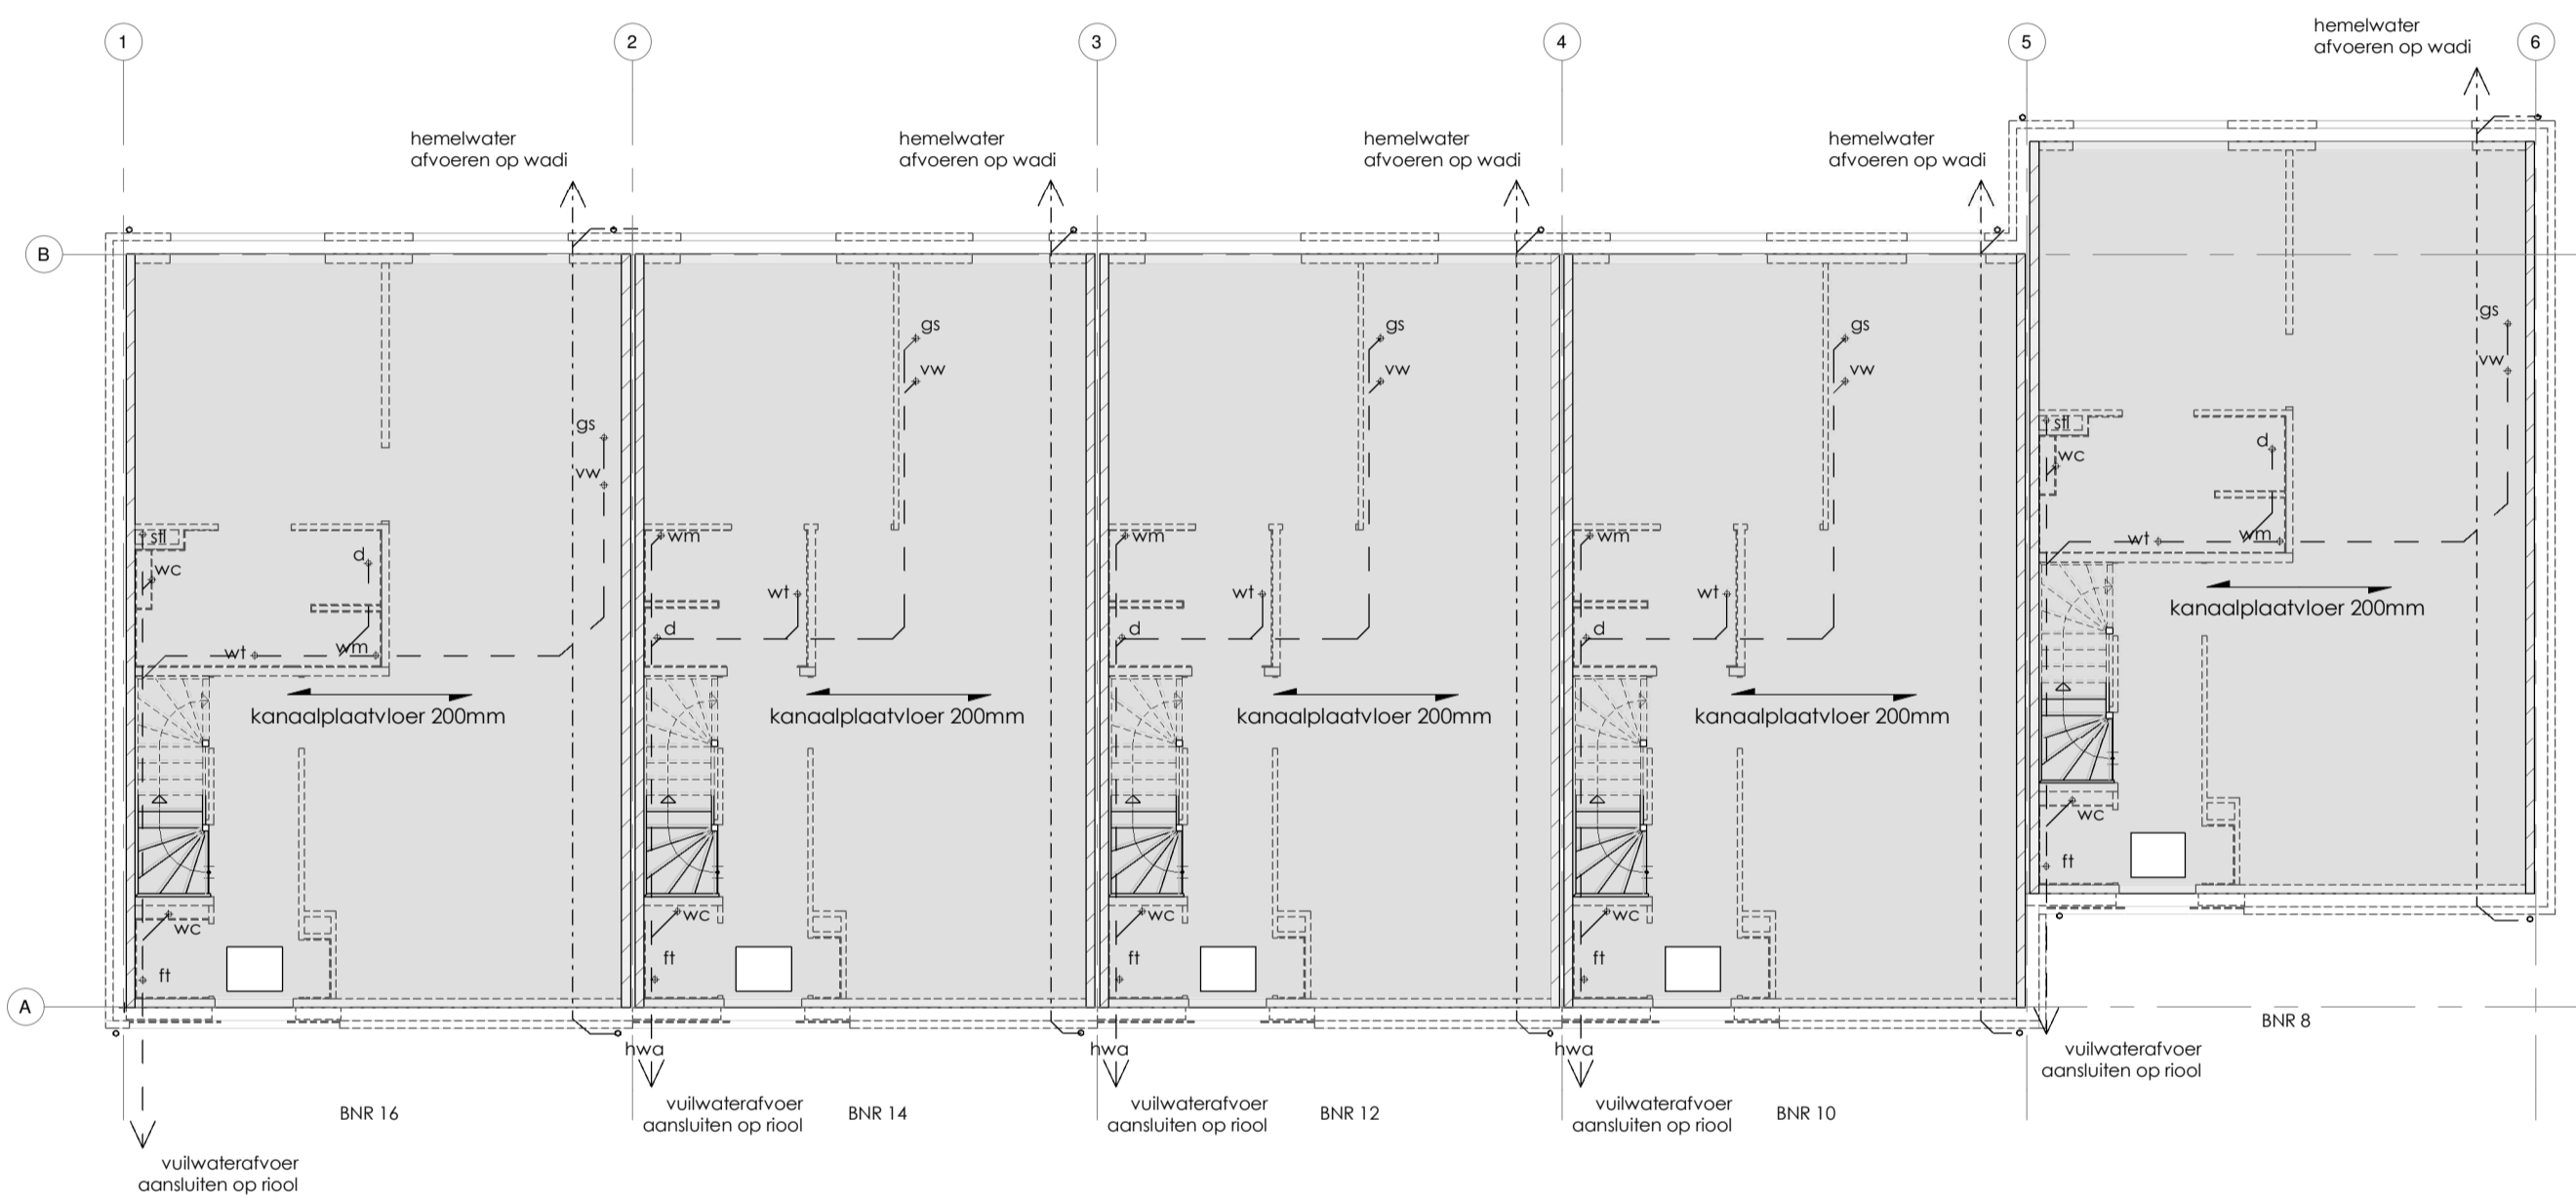 1
2
3
4
5
6
hemelwater
afvoeren op wadi
hemelwater
afvoeren op wadi
hemelwater
afvoeren op wadi
hemelwater
afvoeren op wadi
hemelwater
afvoeren op wadi
B
A
gs
vw
stl
wc
d
wt
wm
kanaalplaatvloer 200mm
wc
ft
BNR 16
vuilwaterafvoer
aansluiten op riool
gs
vw
wm
wt
d
kanaalplaatvloer 200mm
wc
ft
hwa
vuilwaterafvoer
aansluiten op riool
BNR 14
gs
vw
wm
wt
d
kanaalplaatvloer 200mm
wc
ft
hwa
vuilwaterafvoer
aansluiten op riool
BNR 12
gs
vw
wm
wt
d
kanaalplaatvloer 200mm
wc
ft
hwa
vuilwaterafvoer
aansluiten op riool
BNR 10
gs
vw
stl
wc
d
wt
wm
kanaalplaatvloer 200mm
wc
ft
BNR 8
vuilwaterafvoer
aansluiten op riool